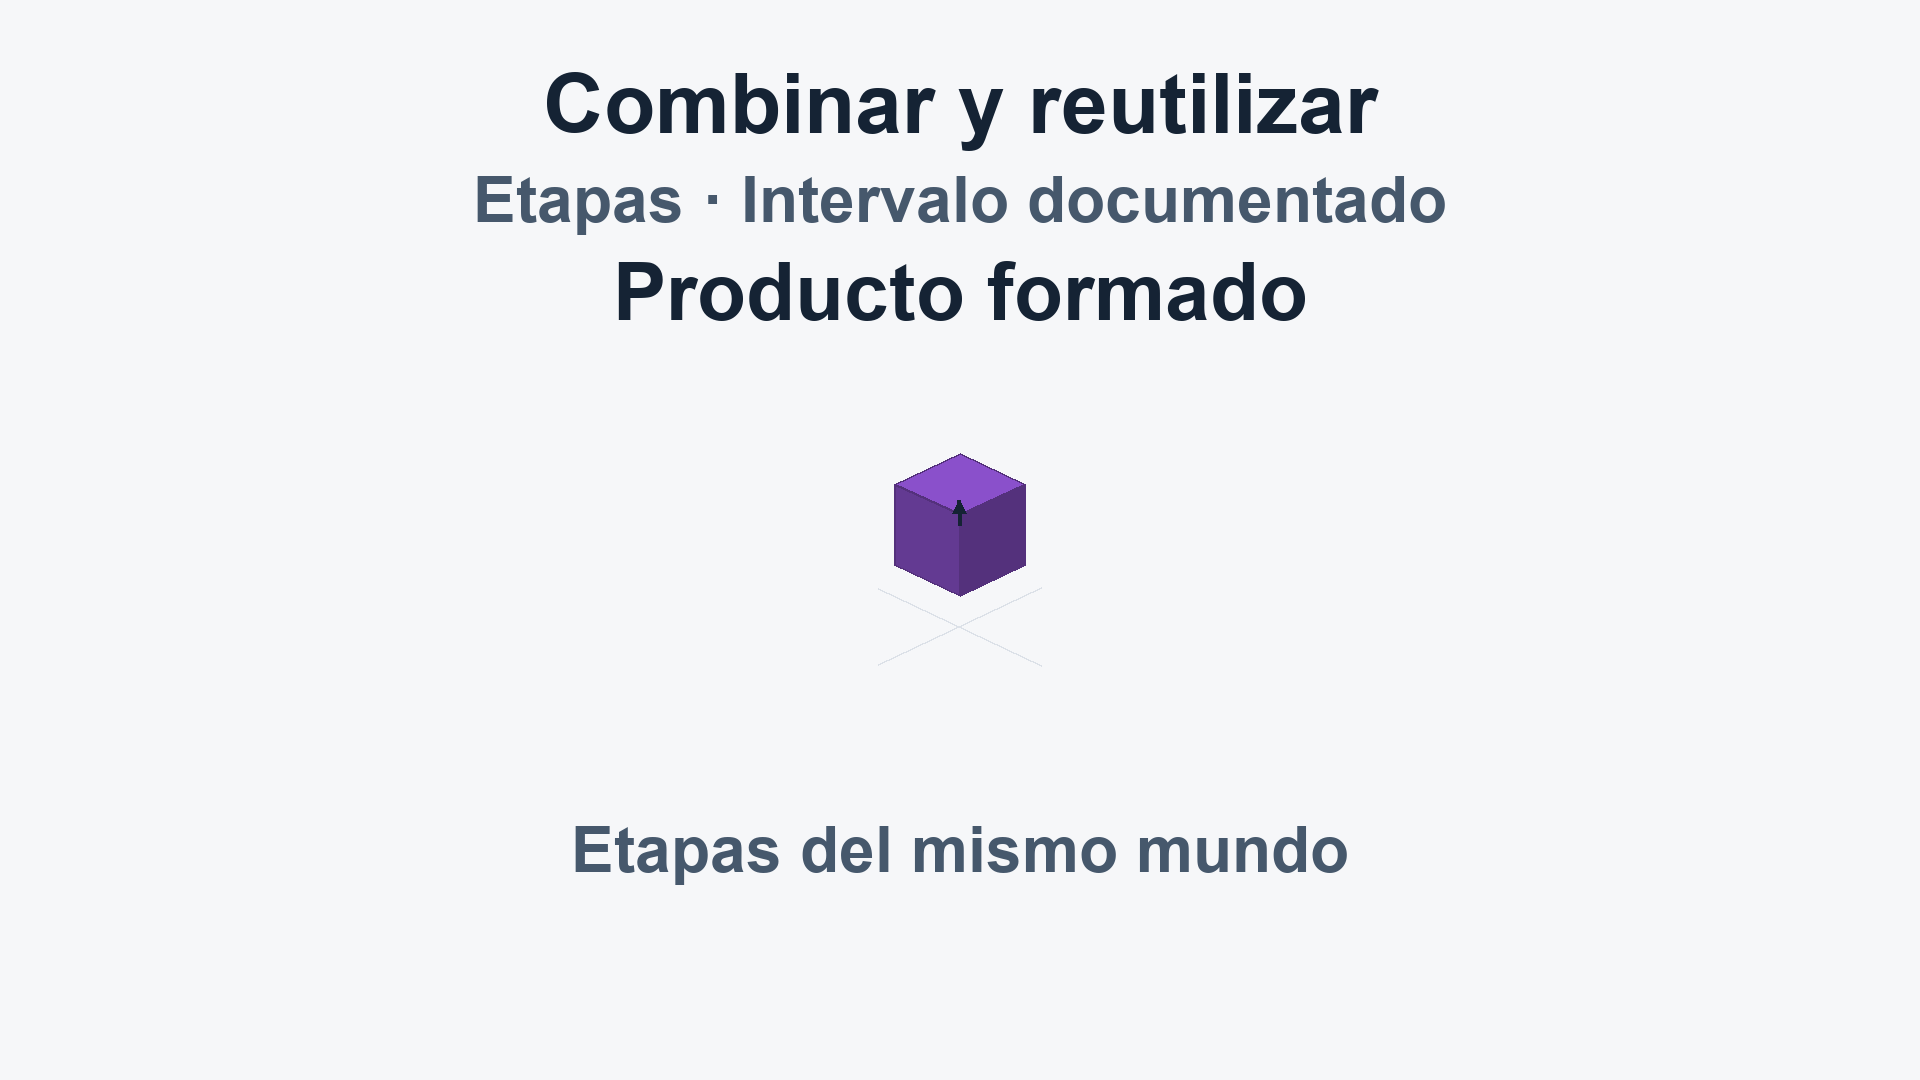 Combinar y reutilizar
Etapas · Intervalo documentado
Producto formado
Etapas del mismo mundo